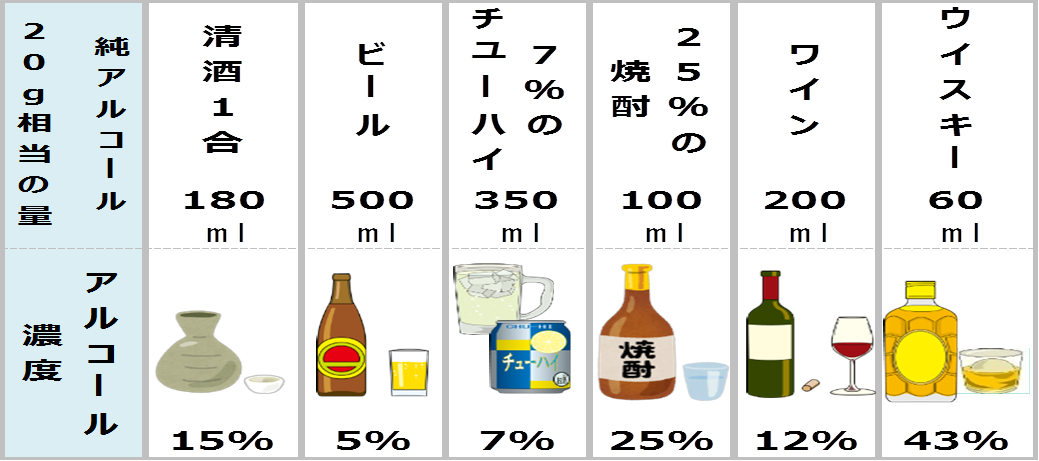 純アルコール
20g相当の量
清酒1合
180
ml
ビール
500
ml
7%の
チューハイ
350
ml
25%の
焼酎
100
ml
ワイン
200
ml
ウイスキー
60
ml
アルコール
濃度
15%
5%
CHU-HI
チューハイ
7%
焼酎
25%
12%
43%